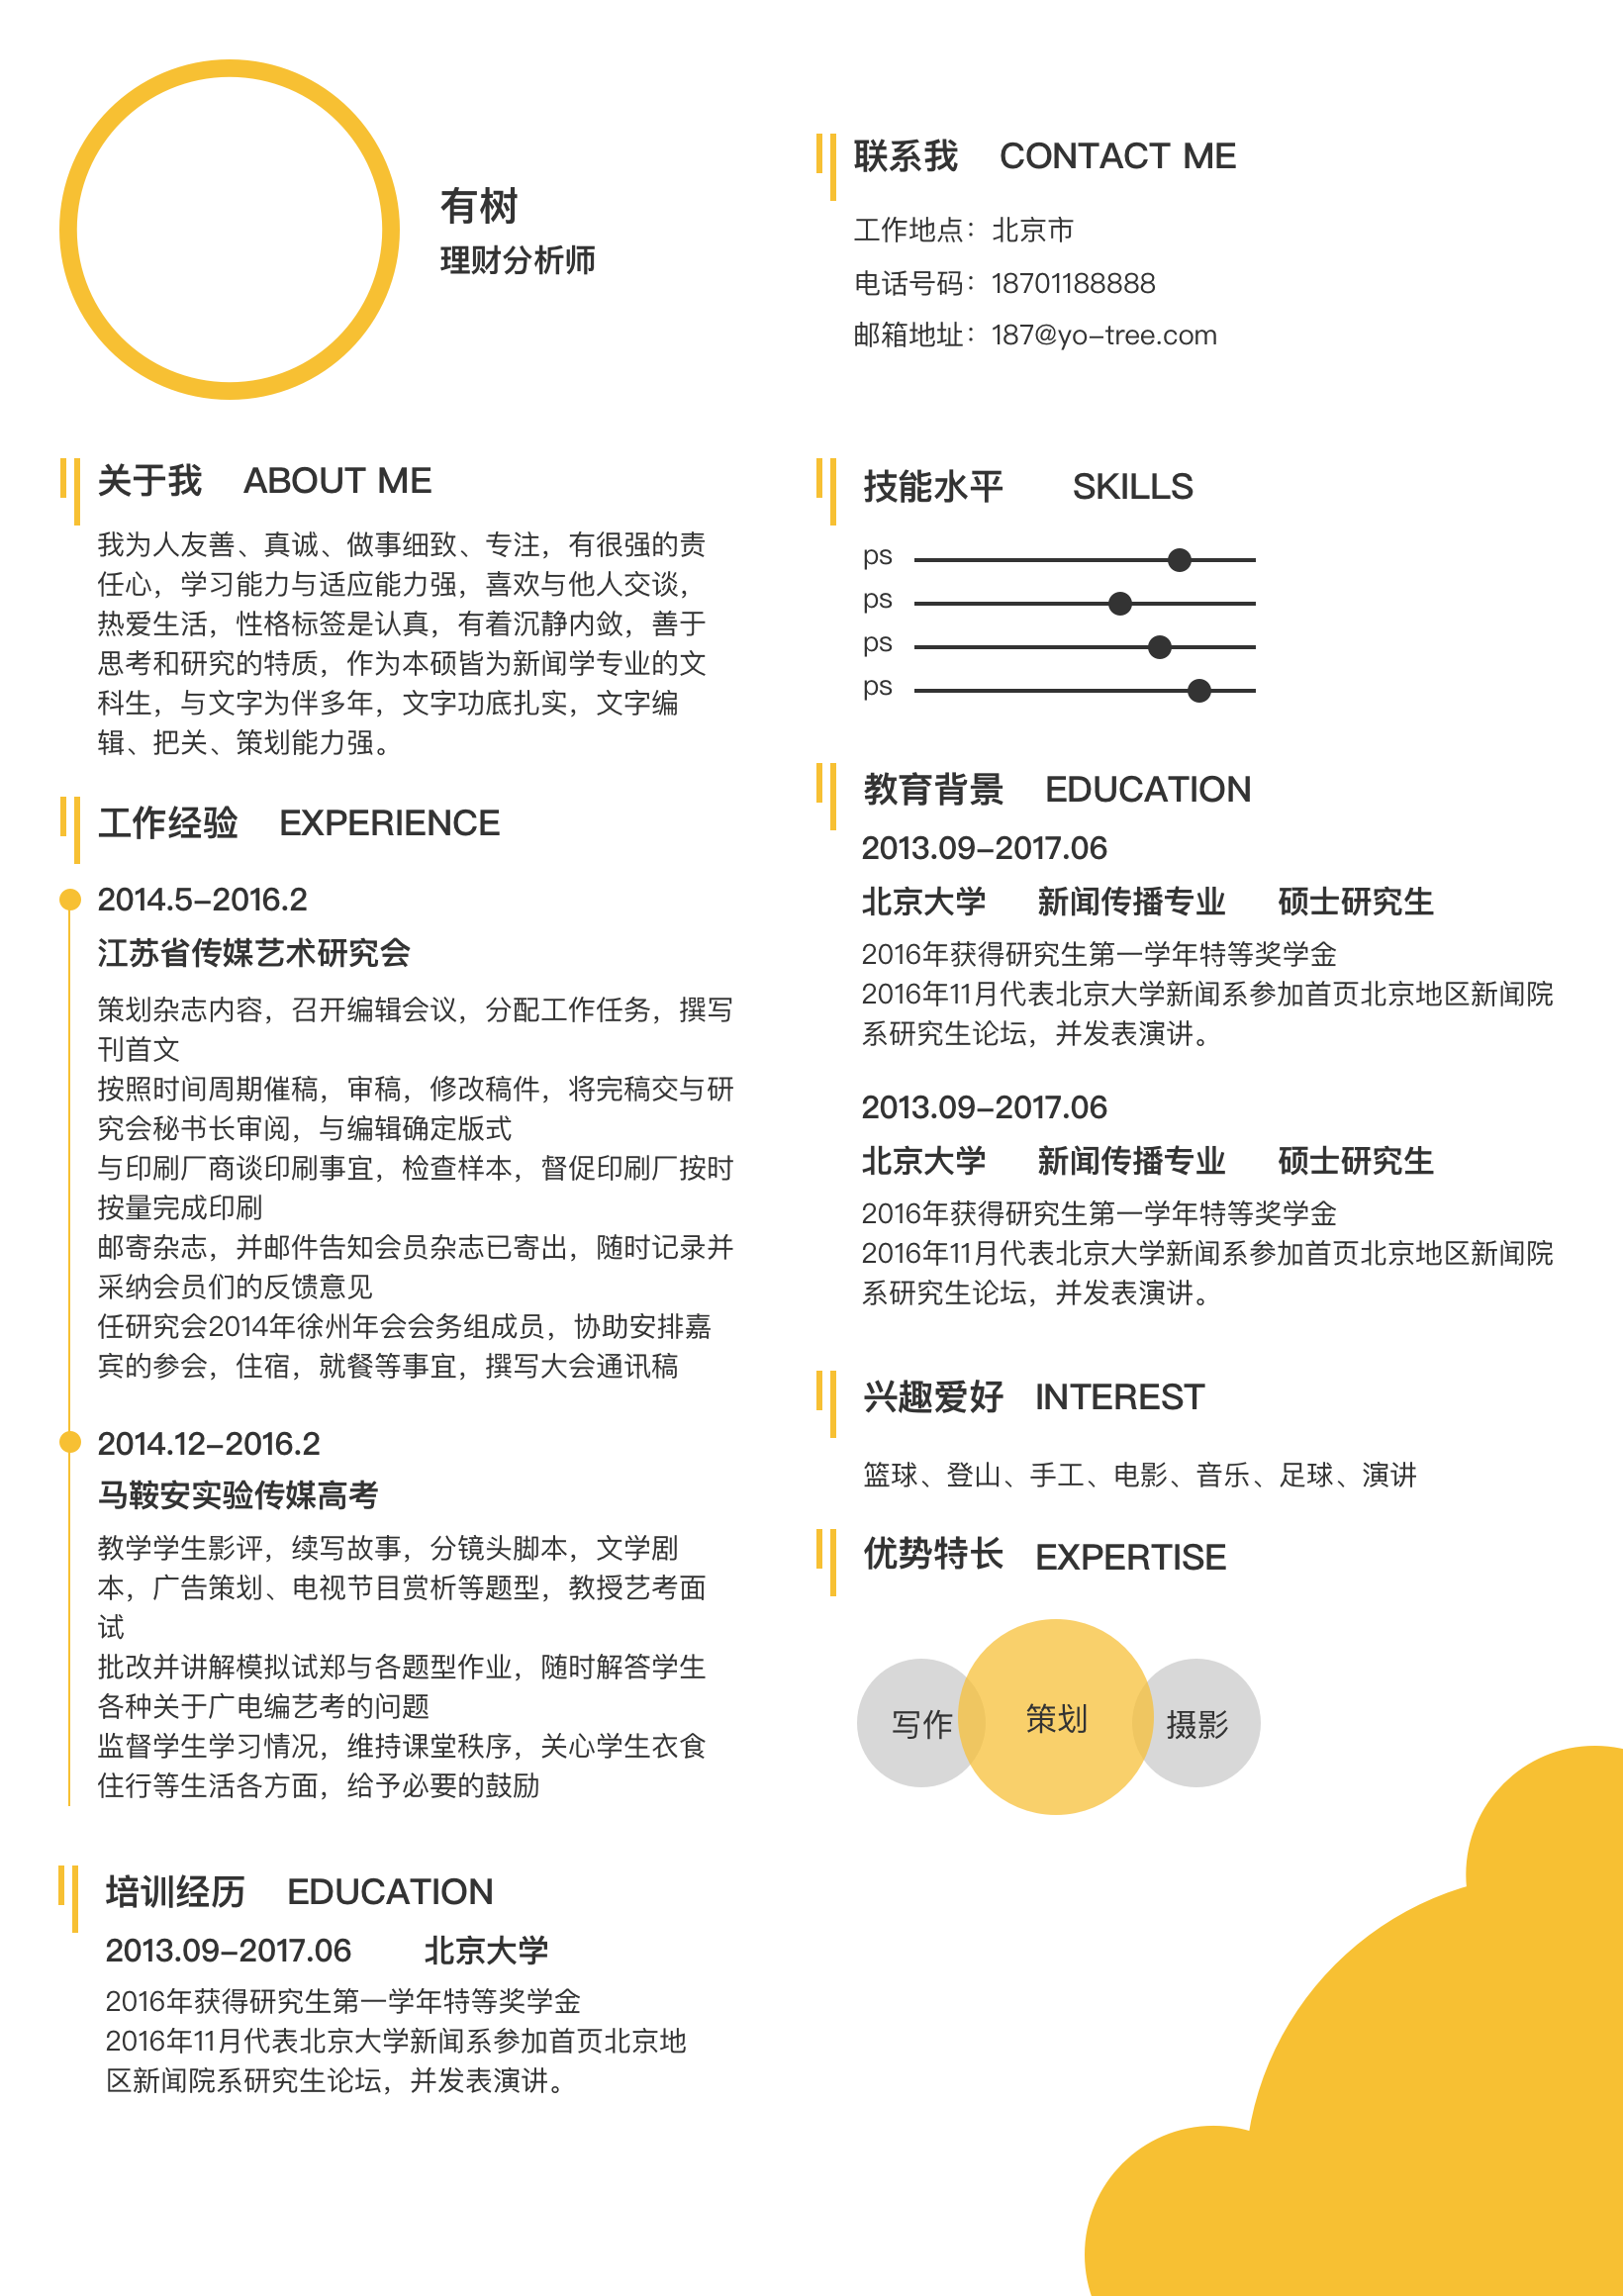 有树
理财分析师
联系我 CONTACT ME
工作地点：北京市
电话号码：18701188888
邮箱地址：187@yo-tree.com
关于我 ABOUT ME
我为人友善、真诚、做事细致、专注，有很强的责
任心，学习能力与适应能力强，喜欢与他人交谈，
热爱生活，性格标签是认真，有着沉静内敛，善于
思考和研究的特质，作为本硕皆为新闻学专业的文
科生，与文字为伴多年，文字功底扎实，文字编
辑、把关、策划能力强。
工作经验 EXPERIENCE
2014.5-2016.2
江苏省传媒艺术研究会
策划杂志内容，召开编辑会议，分配工作任务，撰写
刊首文
按照时间周期催稿，审稿，修改稿件，将完稿交与研
究会秘书长审阅，与编辑确定版式
与印刷厂商谈印刷事宜，检查样本，督促印刷厂按时
按量完成印刷
邮寄杂志，并邮件告知会员杂志已寄出，随时记录并
采纳会员们的反馈意见
任研究会2014年徐州年会会务组成员，协助安排嘉
宾的参会，住宿，就餐等事宜，撰写大会通讯稿
2014.12-2016.2
马鞍安实验传媒高考
教学学生影评，续写故事，分镜头脚本，文学剧
本，广告策划、电视节目赏析等题型，教授艺考面
试
批改并讲解模拟试郑与各题型作业，随时解答学生
各种关于广电编艺考的问题
监督学生学习情况，维持课堂秩序，关心学生衣食
住行等生活各方面，给予必要的鼓励
培训经历 EDUCATION
2013.09-2017.06 北京大学
2016年获得研究生第一学年特等奖学金
2016年11月代表北京大学新闻系参加首页北京地
区新闻院系研究生论坛，并发表演讲。
技能水平 SKILLS
ps
ps
ps
ps
教育背景 EDUCATION
2013.09-2017.06
北京大学 新闻传播专业 硕士研究生
2016年获得研究生第一学年特等奖学金
2016年11月代表北京大学新闻系参加首页北京地区新闻院
系研究生论坛，并发表演讲。
2013.09-2017.06
北京大学 新闻传播专业 硕士研究生
2016年获得研究生第一学年特等奖学金
2016年11月代表北京大学新闻系参加首页北京地区新闻院
系研究生论坛，并发表演讲。
兴趣爱好 INTEREST
篮球、登山、手工、电影、音乐、足球、演讲
优势特长 EXPERTISE
写作 策划 摄影